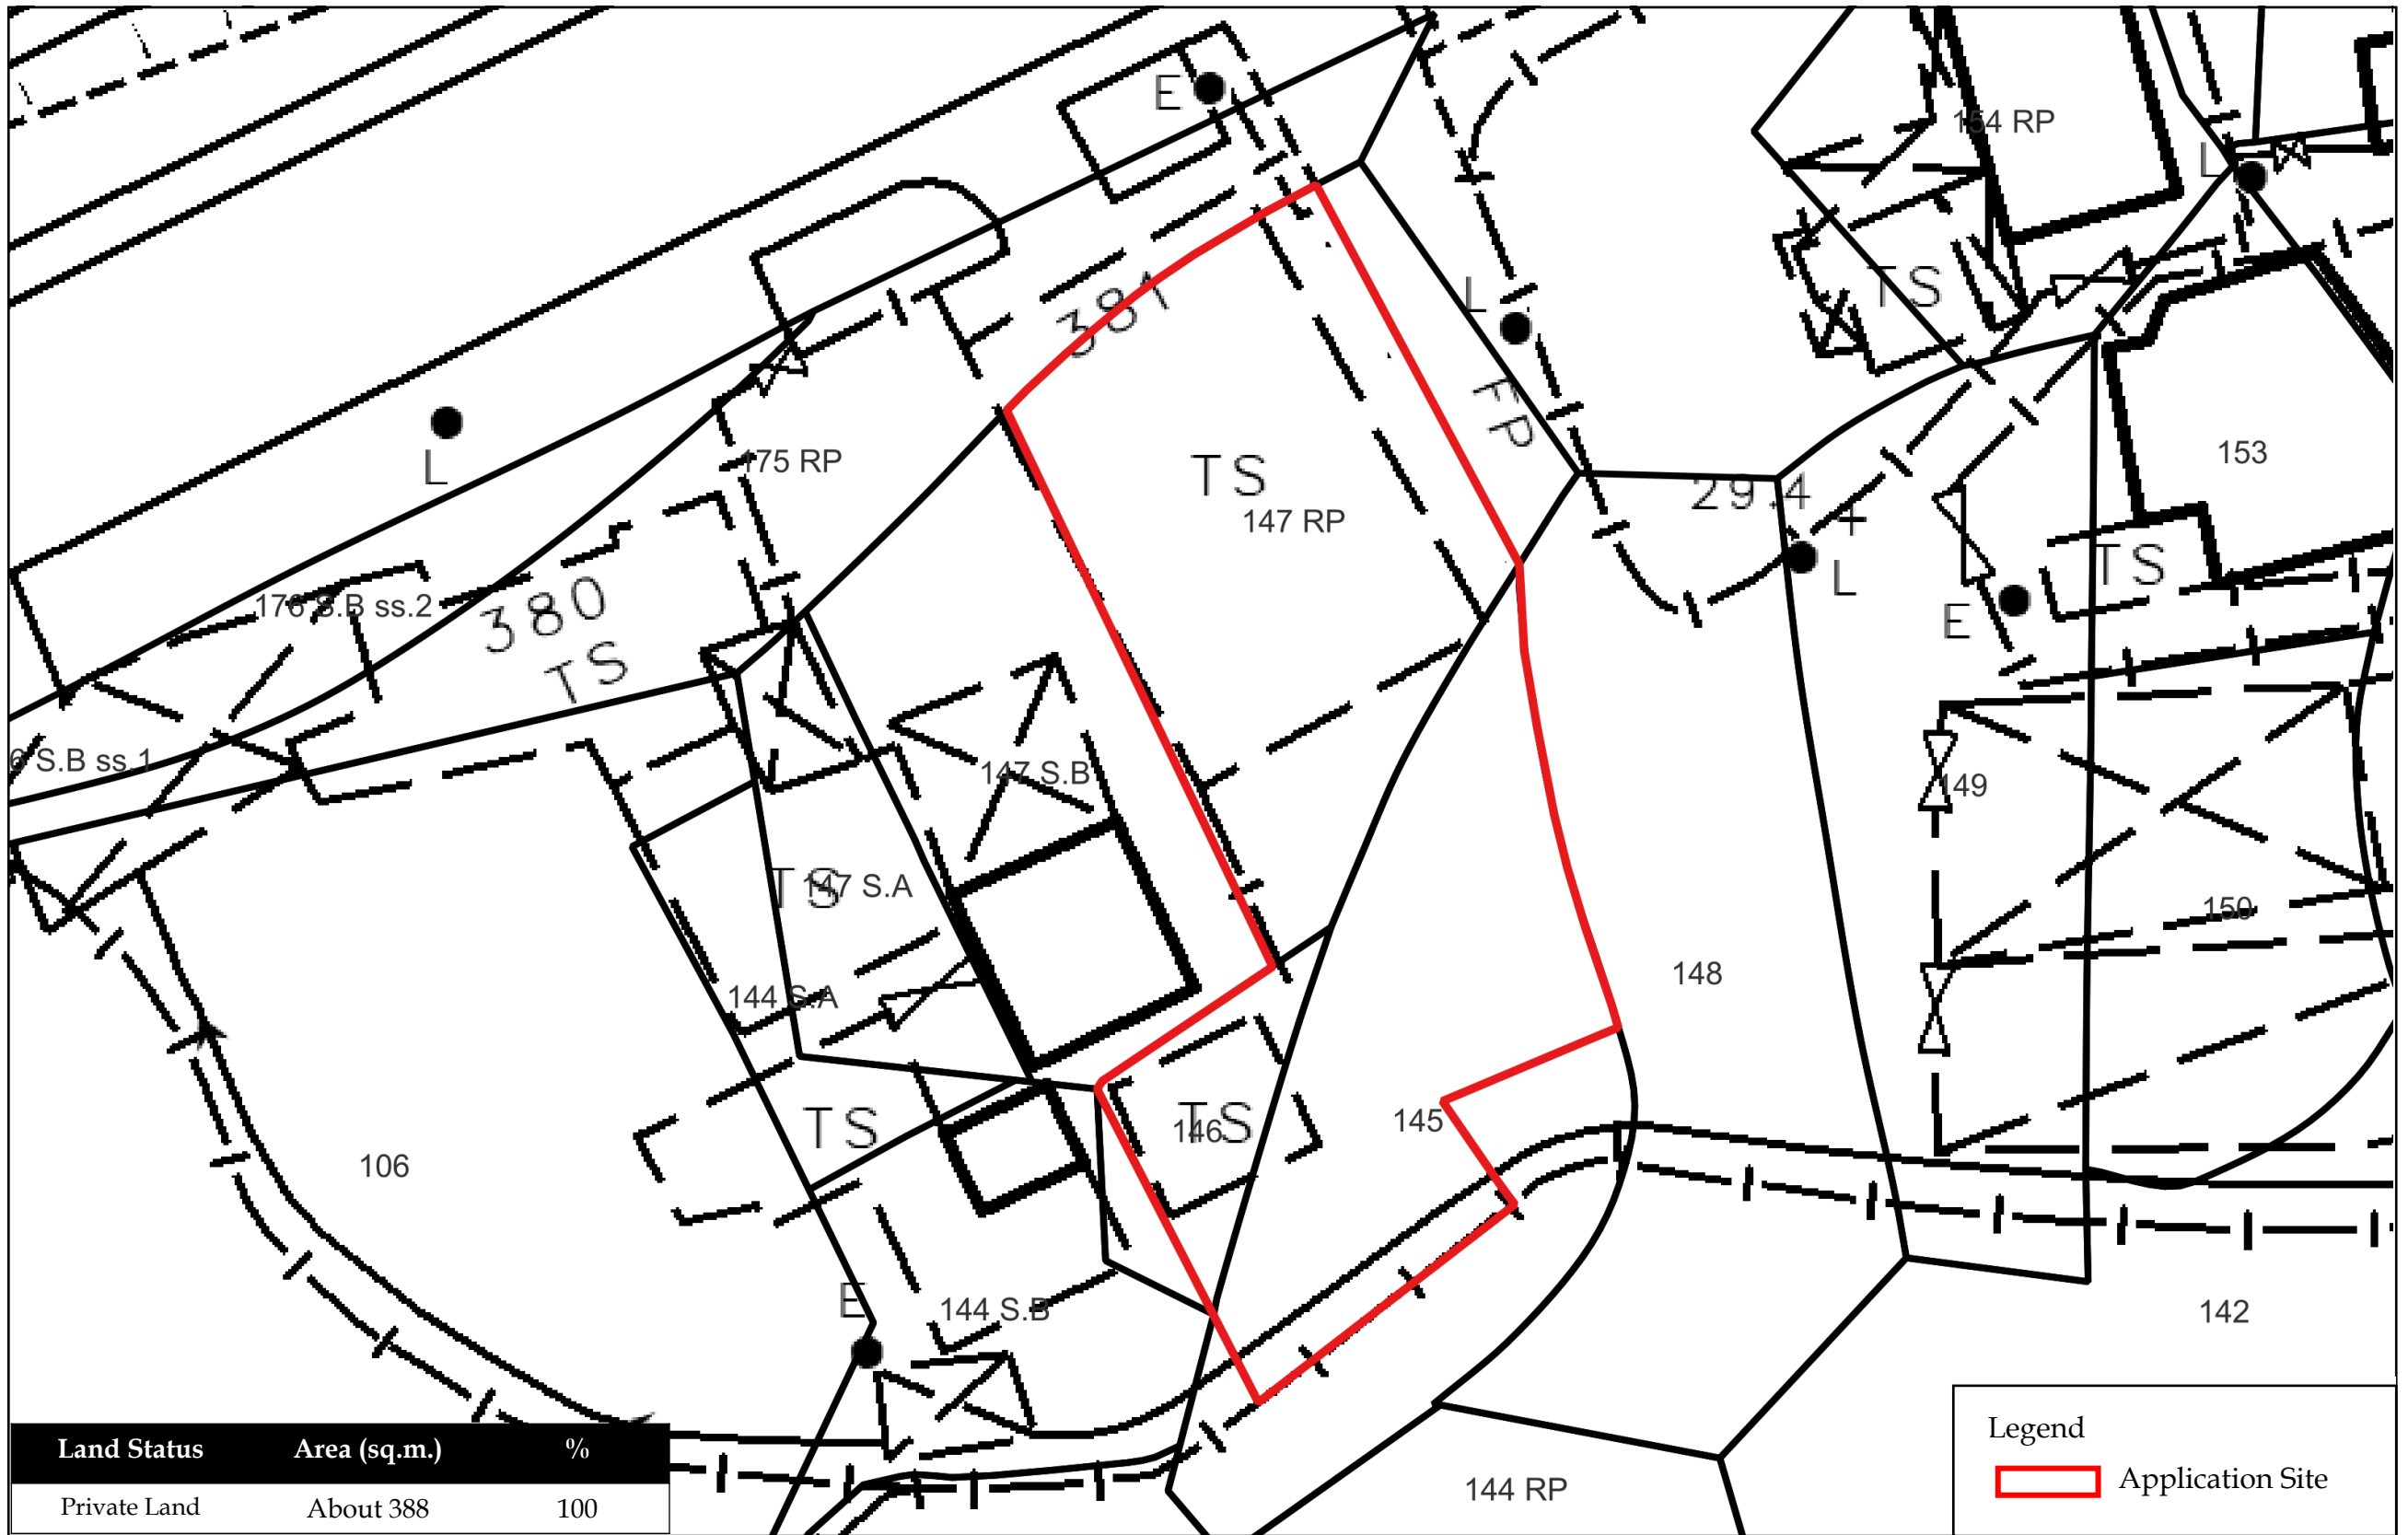 E
154 RP
L
TS
381
L
FP
L
175 RP
TS
147 RP
29.4
L
153
TS
E
176 S.B ss.2
380
TS
6 S.B ss.1
147 S.B
149
TS
147 S.A
150
144 S.A
148
TS
TS
146
145
106
E
144 S.B
142
144 RP
Land Status Area (sq.m.) %
Private Land About 388 100
Legend
Application Site